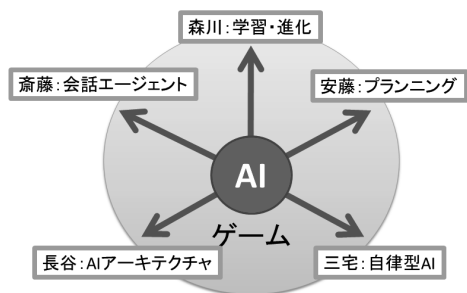 森川：学習・進化
斎藤：会話エージェント
安藤：プランニング
AI
ゲーム
長谷：AIアーキテクチャ
三宅：自律型AI